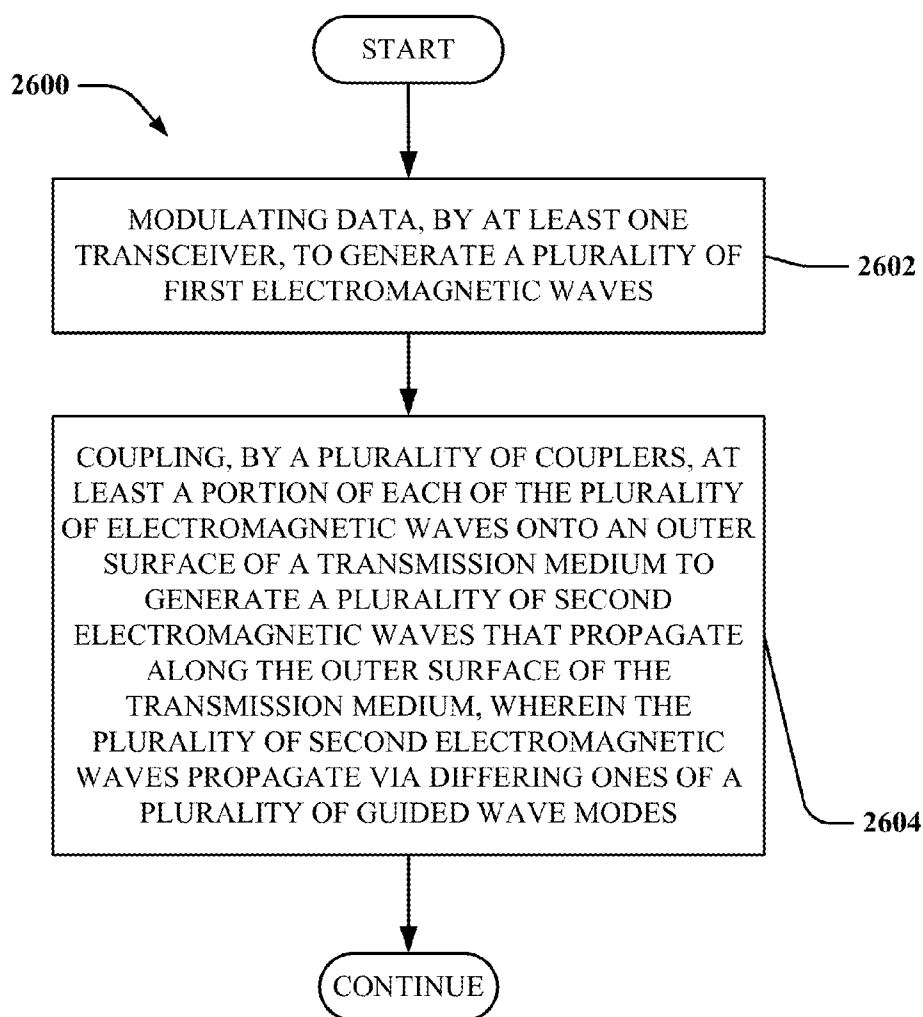 START
2600
MODULATING DATA, BY AT LEAST ONE
TRANSCEIVER, TO GENERATE A PLURALITY OF
FIRST ELECTROMAGNETIC WAVES
2602
COUPLING, BY A PLURALITY OF COUPLERS, AT
LEAST A PORTION OF EACH OF THE PLURALITY
OF ELECTROMAGNETIC WAVES ONTO AN OUTER
SURFACE OF A TRANSMISSION MEDIUM TO
GENERATE A PLURALITY OF SECOND
ELECTROMAGNETIC WAVES THAT PROPAGATE
ALONG THE OUTER SURFACE OF THE
TRANSMISSION MEDIUM, WHEREIN THE
PLURALITY OF SECOND ELECTROMAGNETIC
WAVES PROPAGATE VIA DIFFERING ONES OF A
PLURALITY OF GUIDED WAVE MODES
2604
CONTINUE